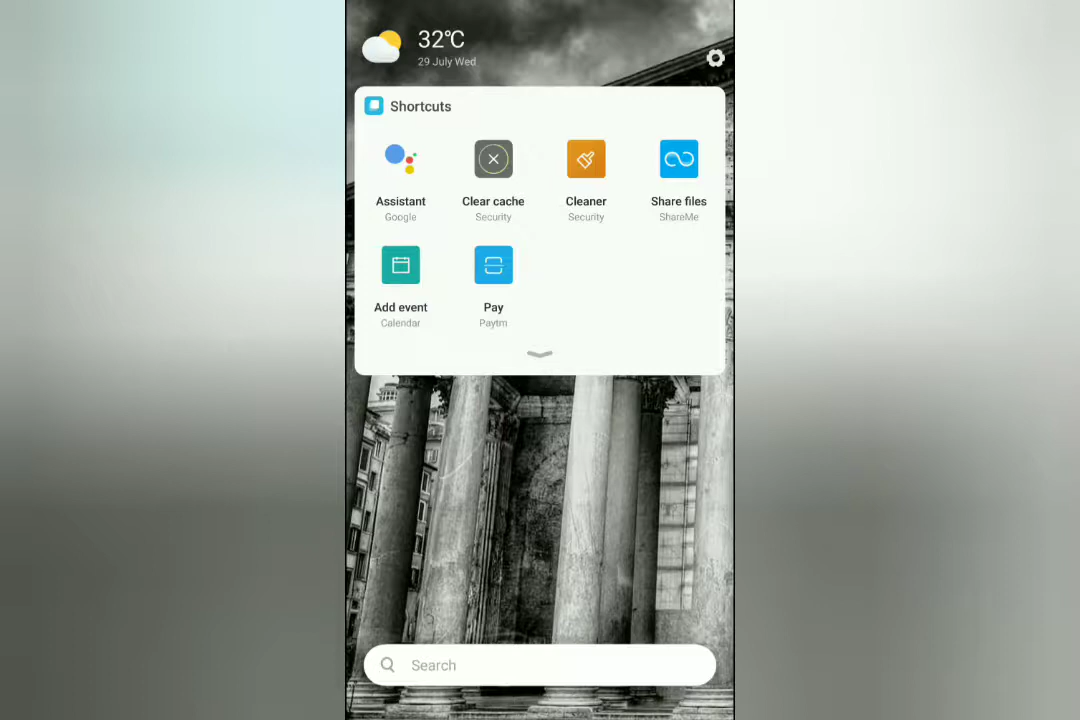 32℃
29 July Wed
Shortcuts
Assistant
Google
Clear cache
Security
Cleaner
Security
Share files
ShareMe
Add event
Calendar
Pay
Paytm
Search